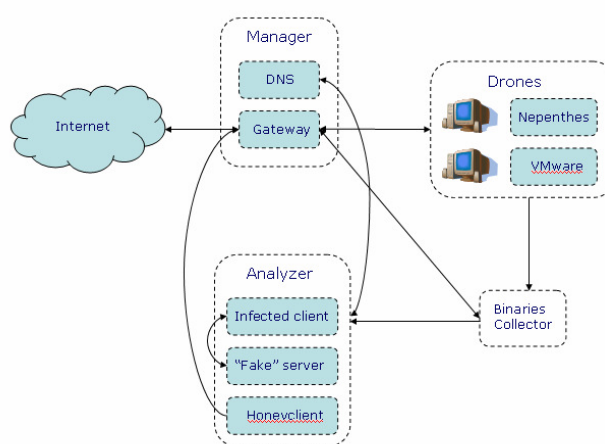 Manager
DNS
Gateway
Internet
Drones
Nepenthes
VMware
Analyzer
Infected client
"Fake" server
Honeyclient
Binaries
Collector